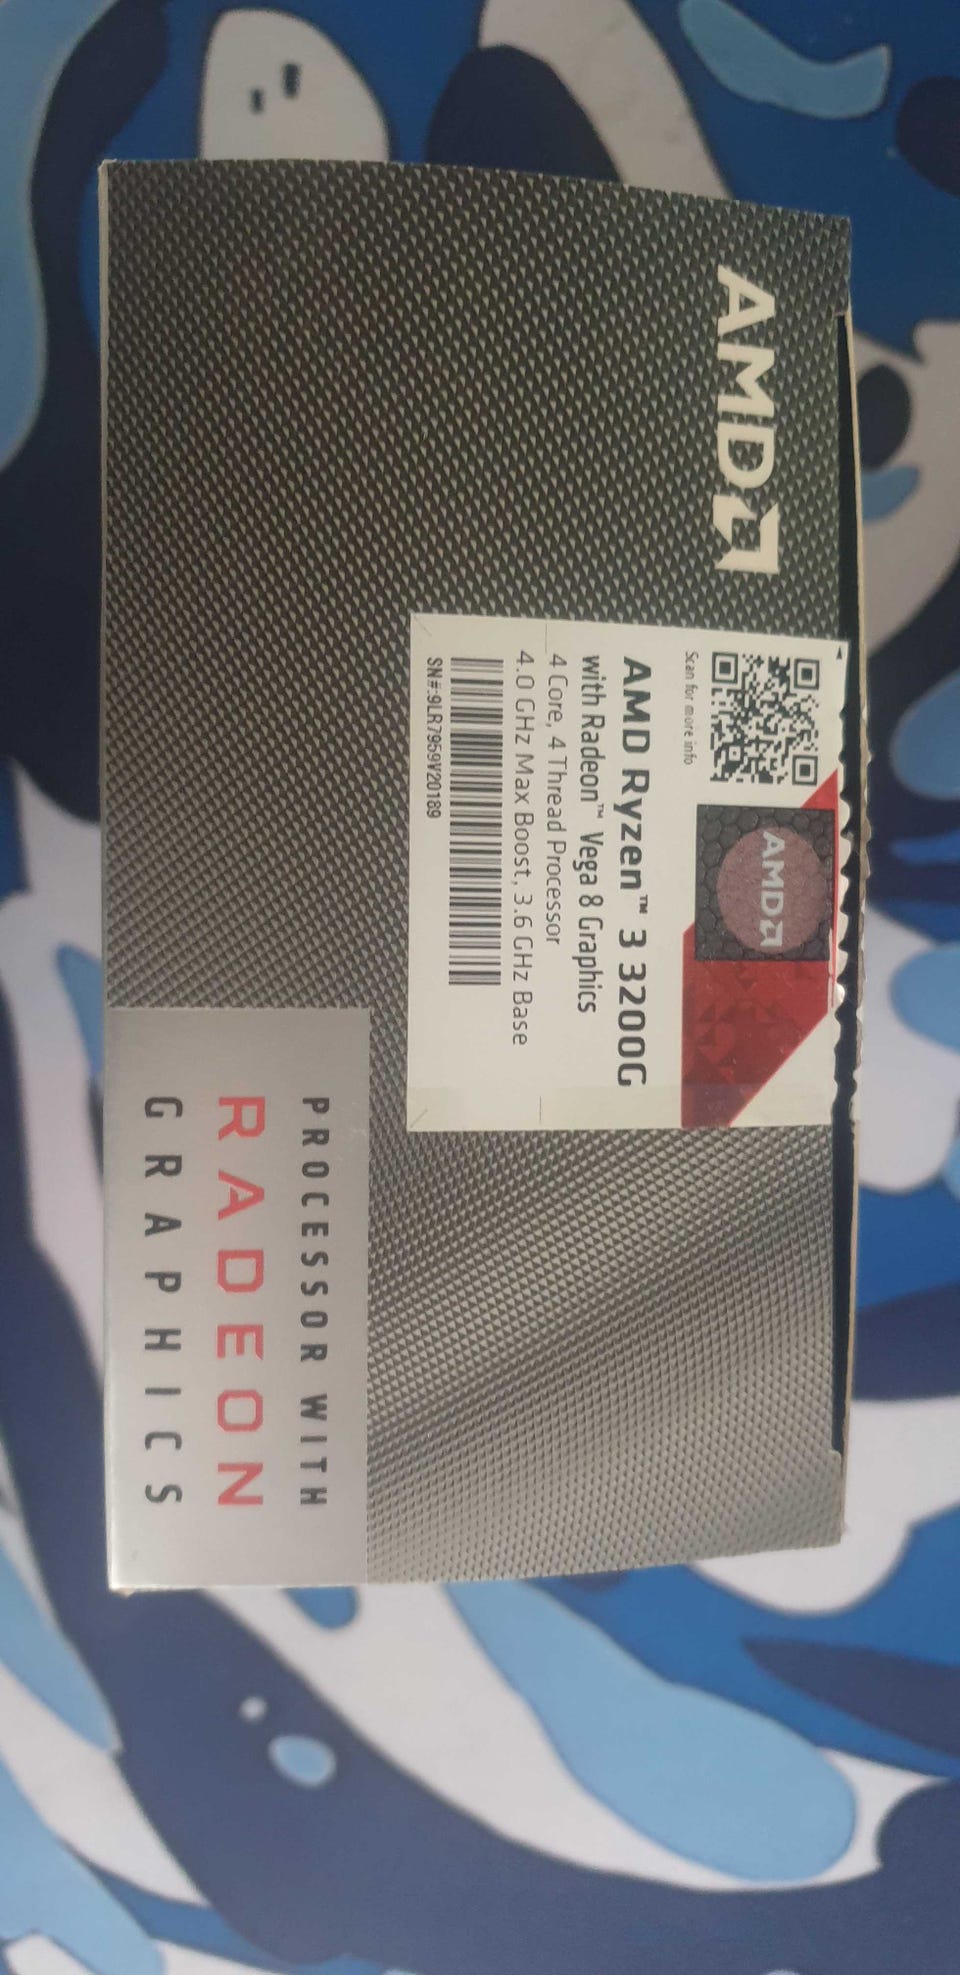 AMD
Scan for more info
AMD
AMD Ryzen™ 3 3200G
with Radeon™ Vega 8 Graphics
4 Core, 4 Thread Processor
4.0 GHz Max Boost, 3.6 GHz Base
SN#:9LR7959V20189
PROCESSOR WITH
RADEON
GRAPHICS